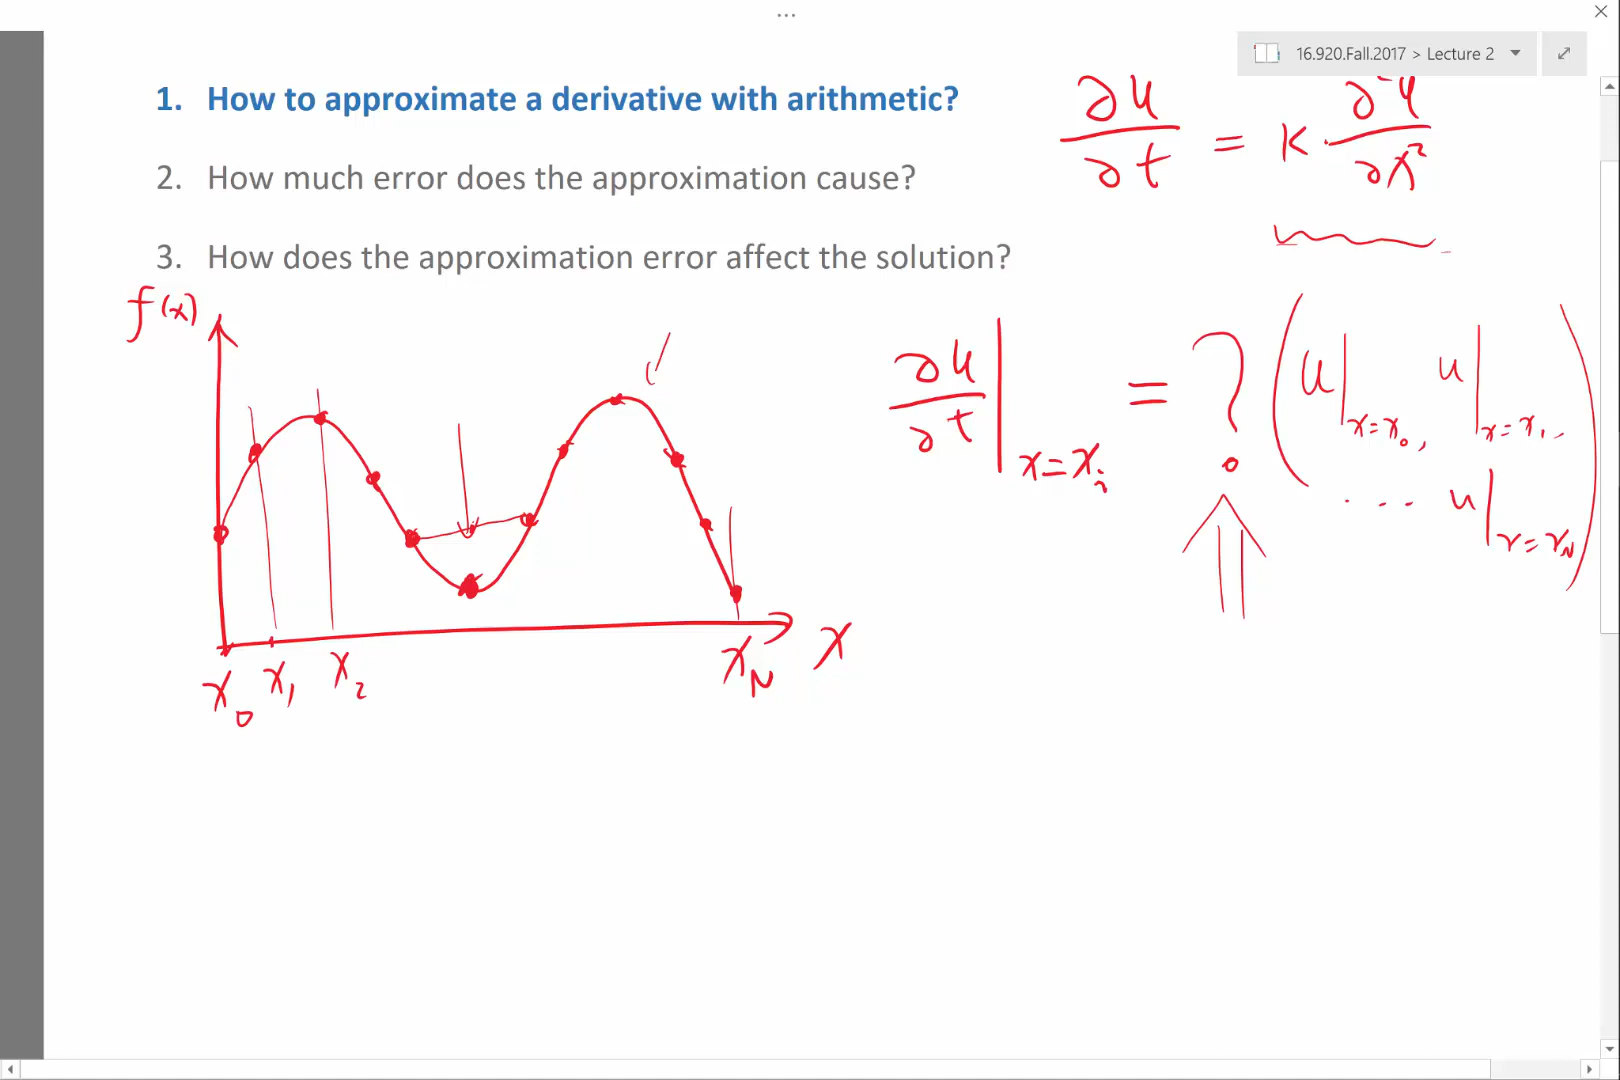 16.920.Fall.2017 > Lecture 2
1. How to approximate a derivative with arithmetic?
2. How much error does the approximation cause?
3. How does the approximation error affect the solution?
∂u/∂t = K · ∂²u/∂x²
f(x)
∂u/∂t |x=xᵢ = ? ( u|x=x₀, u|x=x₁,
... u|x=x_N )
x₀ x₁ x₂ x_N x